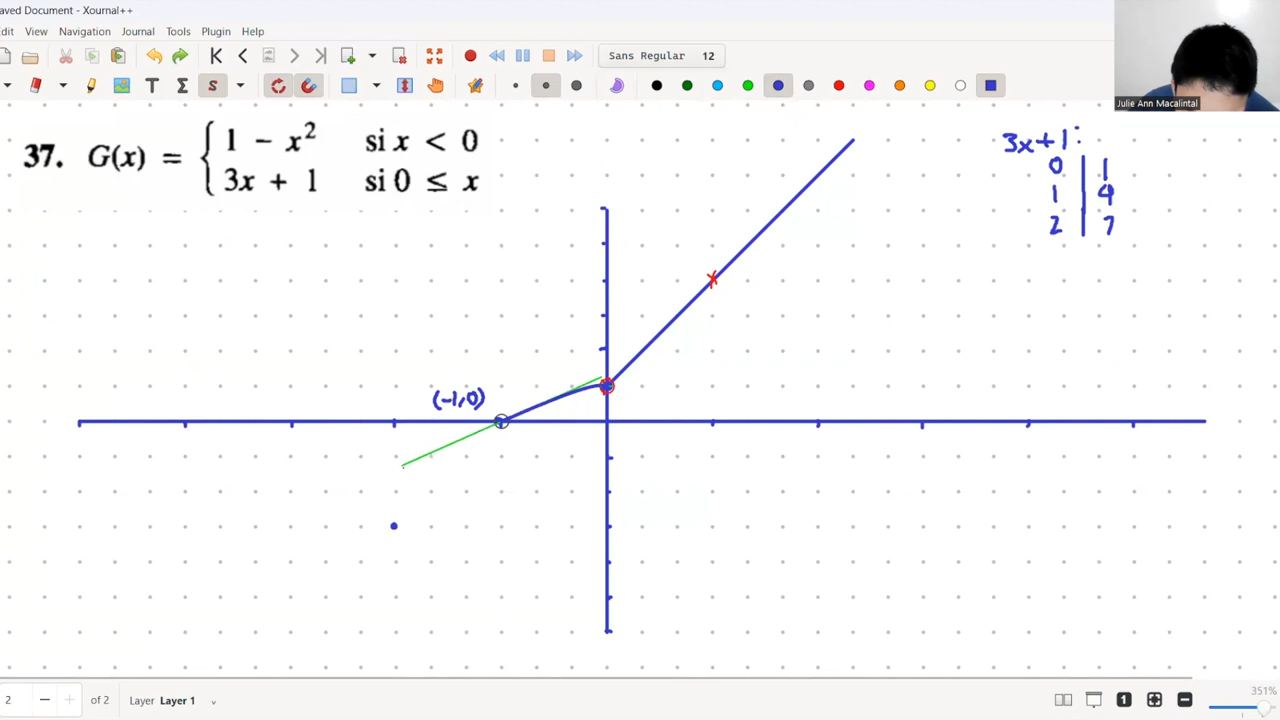 aved Document - Xournal++
Edit View Navigation Journal Tools Plugin Help
Sans Regular 12
Julie Ann Macalintal
37. G(x) = { 1 − x² si x < 0
3x + 1 si 0 ≤ x
3x+1:
0 | 1
1 | 4
2 | 7
(-1,0)
2 of 2 Layer Layer 1
1
351%